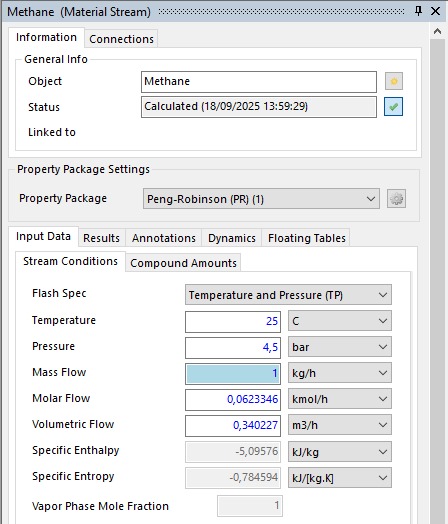 Methane (Material Stream)
Information Connections
General Info
Object Methane
Status Calculated (18/09/2025 13:59:29)
Linked to
Property Package Settings
Property Package Peng-Robinson (PR) (1)
Input Data Results Annotations Dynamics Floating Tables
Stream Conditions Compound Amounts
Flash Spec Temperature and Pressure (TP)
Temperature 25 C
Pressure 4,5 bar
Mass Flow 1 kg/h
Molar Flow 0,0623346 kmol/h
Volumetric Flow 0,340227 m3/h
Specific Enthalpy -5,09576 kJ/kg
Specific Entropy -0,784594 kJ/[kg.K]
Vapor Phase Mole Fraction 1